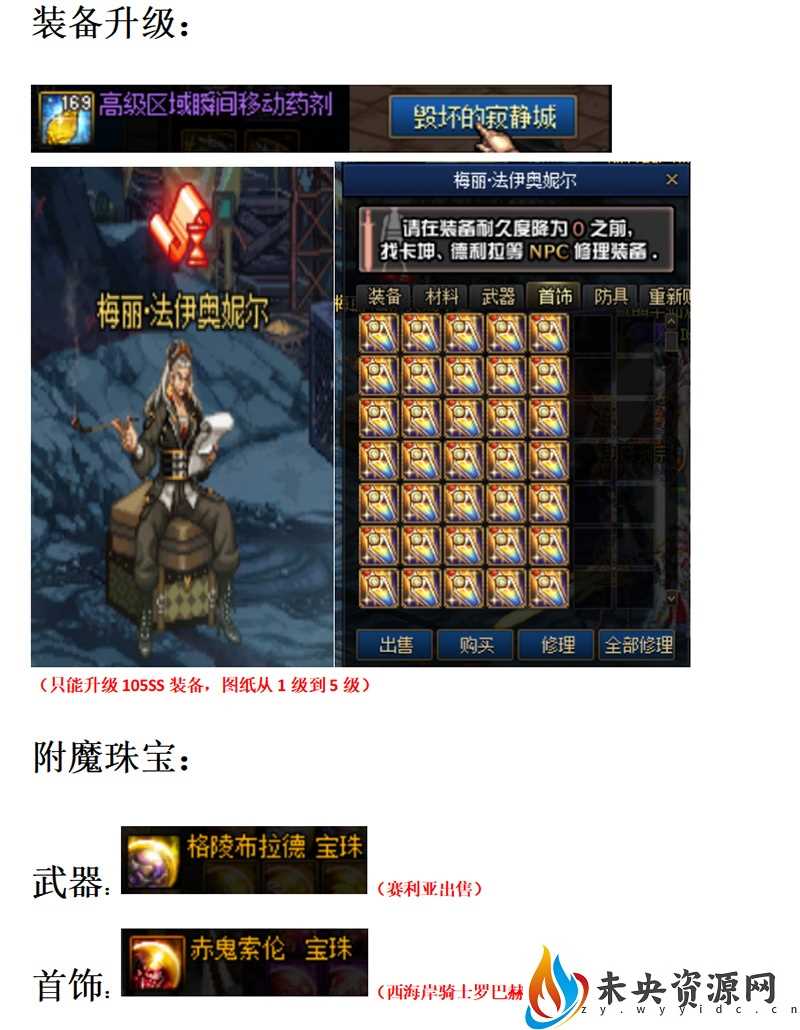 装备升级：
169
高级区域瞬间移动药剂
毁坏的寂静城
梅丽·法伊奥妮尔
梅丽·法伊奥妮尔
请在装备耐久度降为 0 之前,
找卡坤、德利拉等 NPC 修理装备 .
装备 材料 武器 首饰 防具 重新
出售 购买 修理 全部修理
（只能升级 105SS 装备，图纸从 1 级到 5 级）
附魔珠宝：
武器：
格陵布拉德 宝珠
（赛利亚出售）
首饰：
赤鬼索伦 宝珠
（西海岸骑士罗巴赫
未央资源网
zy.wyyidc.cn